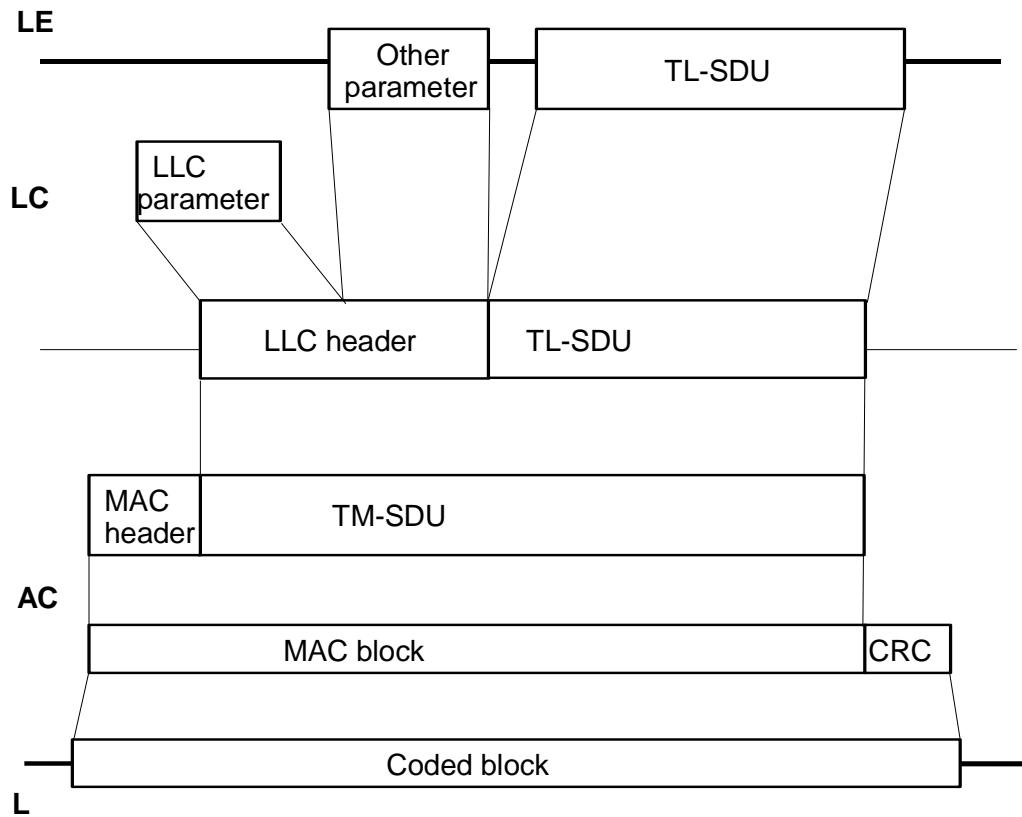 LE
Other
parameter
TL-SDU
LLC
parameter
LC
LLC header
TL-SDU
MAC
header
TM-SDU
AC
MAC block
CRC
Coded block
L